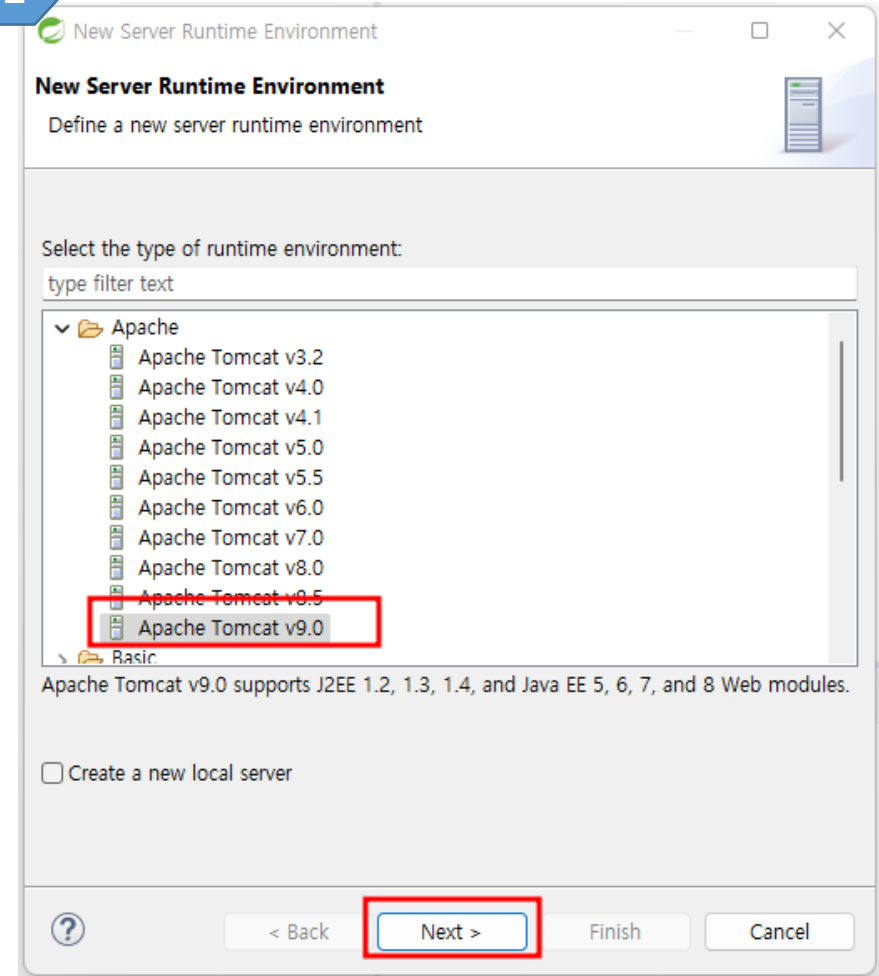 New Server Runtime Environment
New Server Runtime Environment
Define a new server runtime environment
Select the type of runtime environment:
type filter text
Apache
Apache Tomcat v3.2
Apache Tomcat v4.0
Apache Tomcat v4.1
Apache Tomcat v5.0
Apache Tomcat v5.5
Apache Tomcat v6.0
Apache Tomcat v7.0
Apache Tomcat v8.0
Apache Tomcat v8.5
Apache Tomcat v9.0
Basic
Apache Tomcat v9.0 supports J2EE 1.2, 1.3, 1.4, and Java EE 5, 6, 7, and 8 Web modules.
Create a new local server
? < Back Next > Finish Cancel